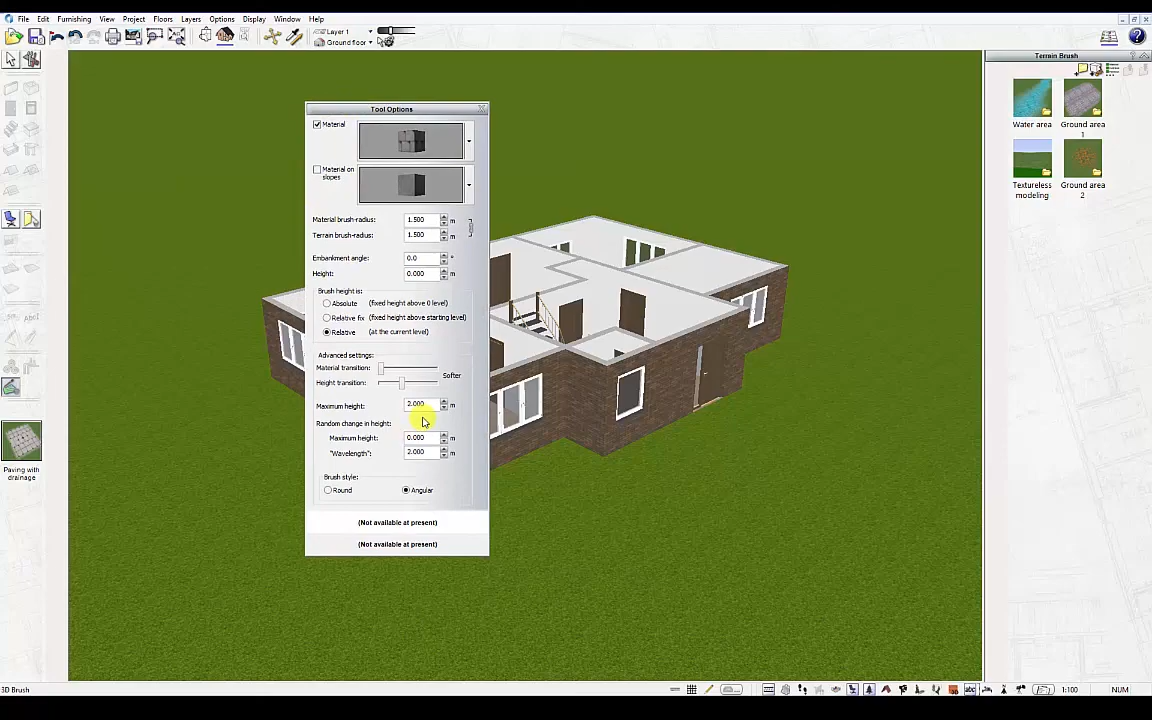 File Edit Furnishing View Project Floors Layers Options Display Window Help
Layer 1
Ground floor
Terrain Brush
Water area
Ground area 1
Textureless modeling
Ground area 2
Tool Options
Material
Material on slopes
Material brush-radius: 1.500 m
Terrain brush-radius: 1.500 m
Embankment angle: 0.0 °
Height: 0.000 m
Brush height is:
Absolute (fixed height above 0 level)
Relative fix (fixed height above starting level)
Relative (at the current level)
Advanced settings:
Material transition:
Softer
Height transition:
Maximum height: 2.000 m
Random change in height:
Maximum height: 0.000 m
"Wavelength": 2.000 m
Brush style:
Round Angular
(Not available at present)
(Not available at present)
Paving with drainage
3D Brush
abc
1:100
NUM